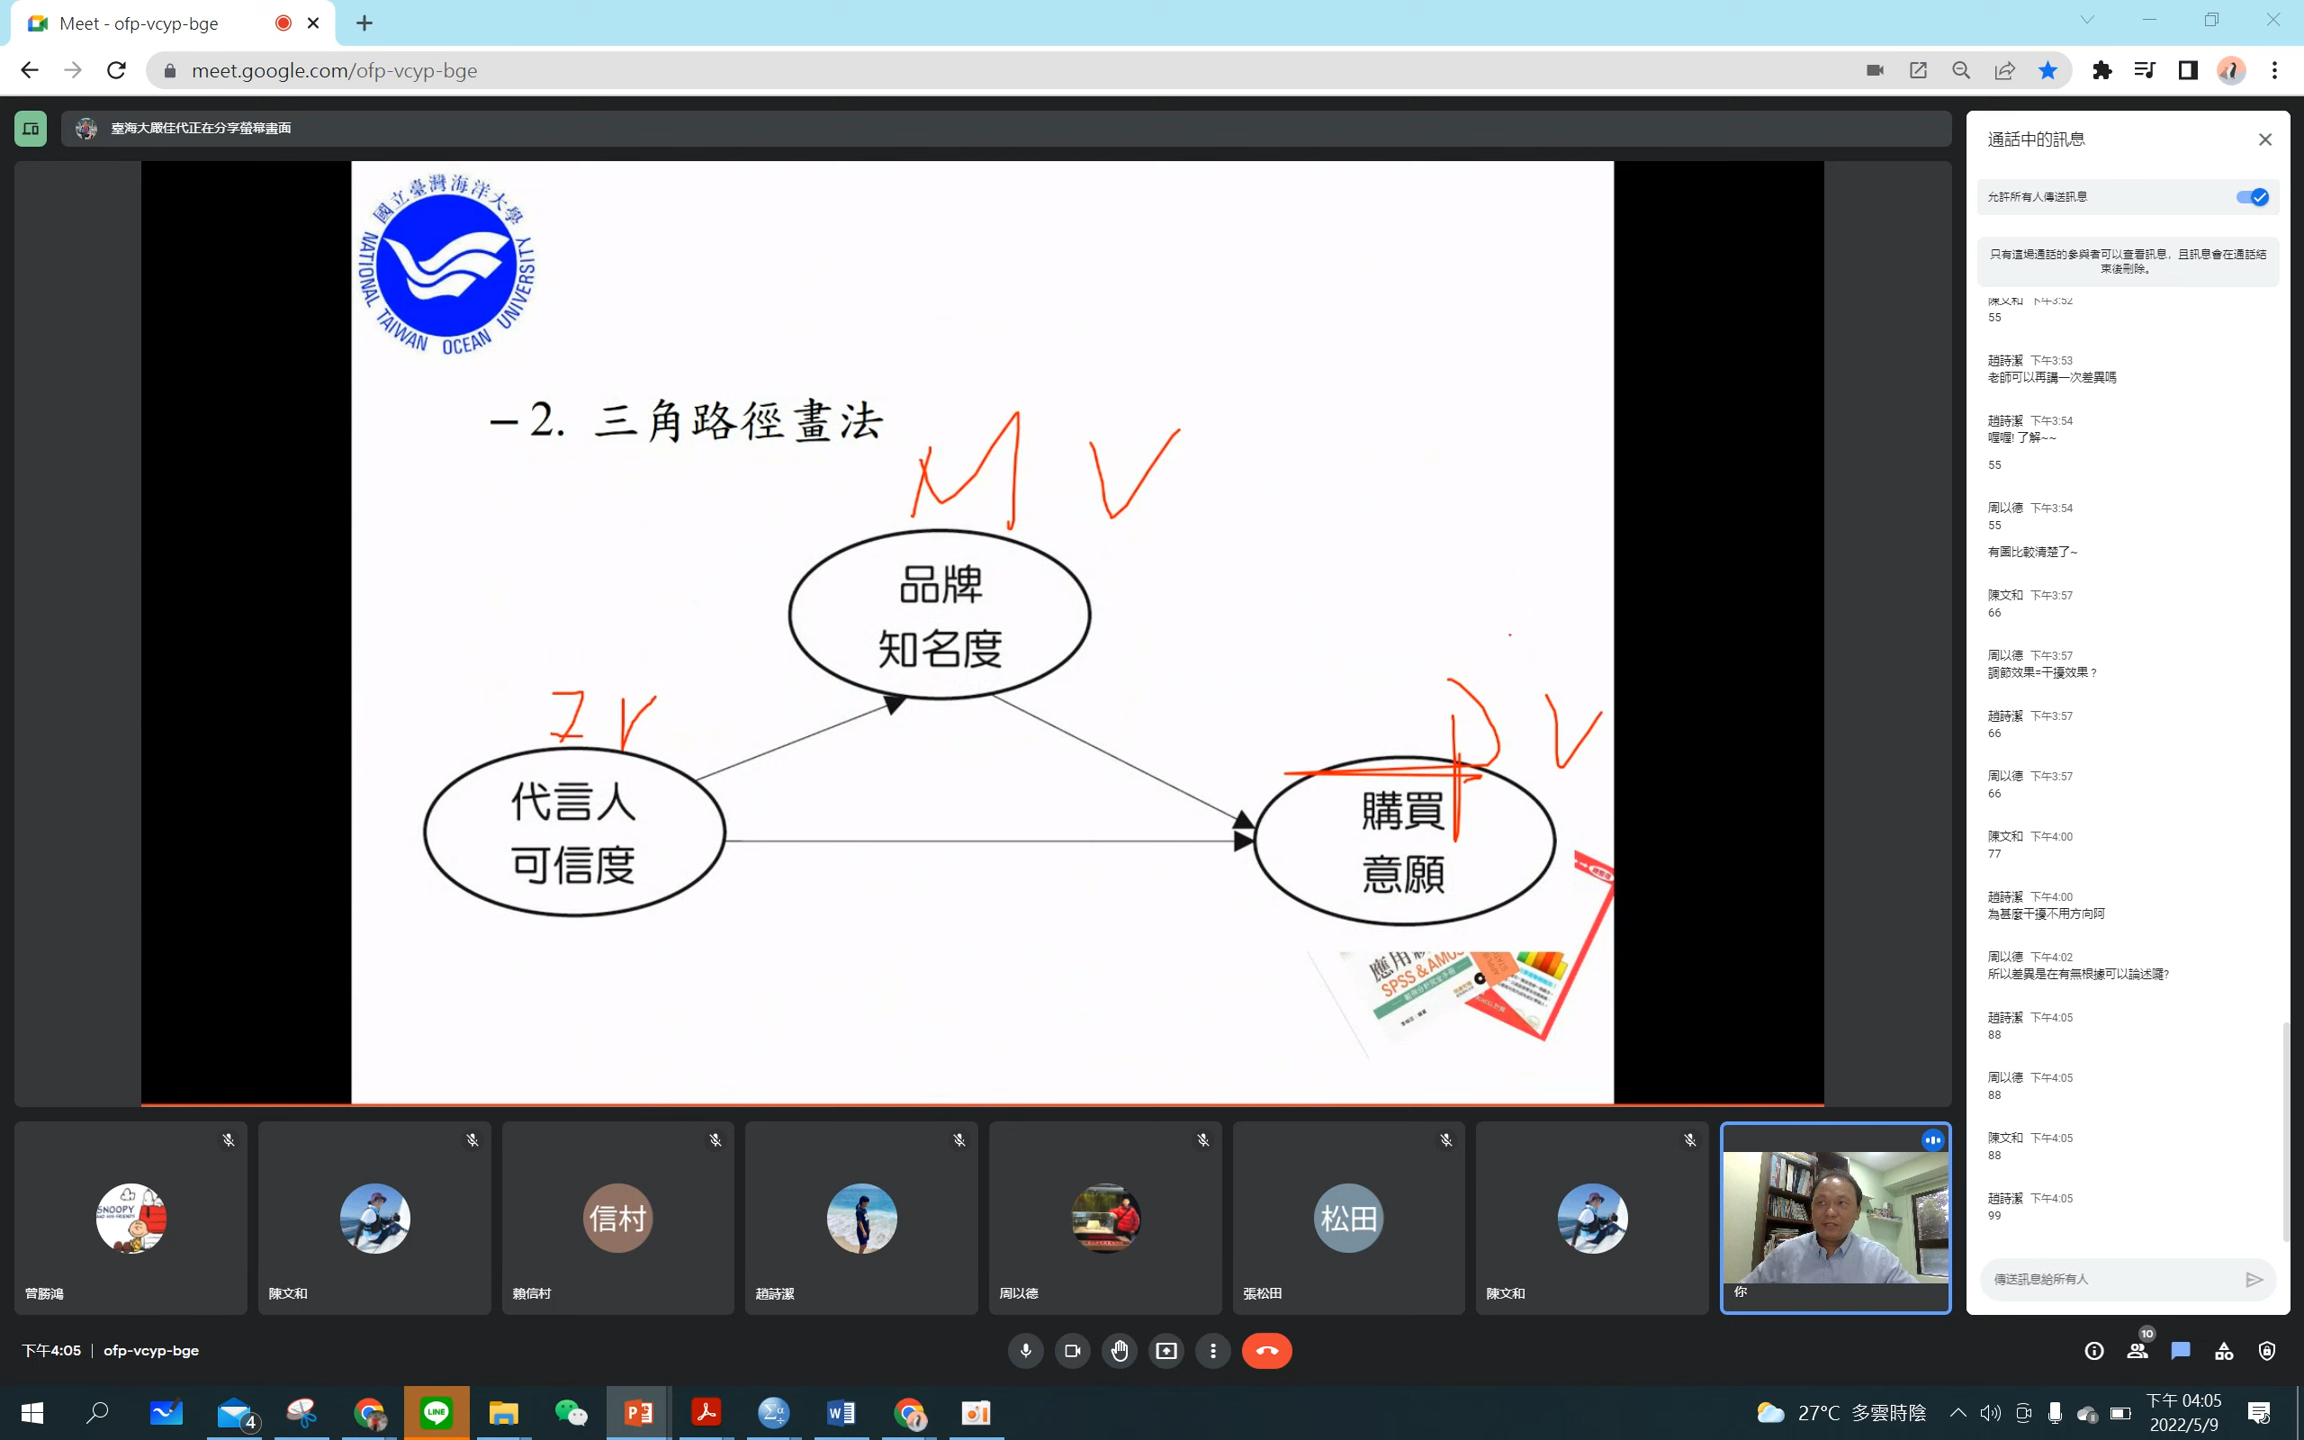 Meet - ofp-vcyp-bge
meet.google.com/ofp-vcyp-bge
臺海大嚴佳代正在分享螢幕畫面
國立臺灣海洋大學
NATIONAL TAIWAN OCEAN UNIVERSITY
–2. 三角路徑畫法
M V
品牌
知名度
IV
代言人
可信度
DV
購買
意願
SPSS & AMOS
通話中的訊息
允許所有人傳送訊息
只有這場通話的參與者可以查看訊息，且訊息會在通話結
束後刪除。
陳文和 下午3:52
55
趙詩潔 下午3:53
老師可以再講一次差異嗎
趙詩潔 下午3:54
喔喔! 了解~~
55
周以德 下午3:54
55
有圖比較清楚了~
陳文和 下午3:57
66
周以德 下午3:57
調節效果=干擾效果？
趙詩潔 下午3:57
66
周以德 下午3:57
66
陳文和 下午4:00
77
趙詩潔 下午4:00
為甚麼干擾不用方向阿
周以德 下午4:02
所以差異是在有無根據可以論述囉?
趙詩潔 下午4:05
88
周以德 下午4:05
88
陳文和 下午4:05
88
趙詩潔 下午4:05
99
傳送訊息給所有人
SNOOPY
信村
松田
曾勝鴻
陳文和
賴信村
趙詩潔
周以德
張松田
陳文和
你
下午4:05 | ofp-vcyp-bge
10
4
27°C 多雲時陰
下午 04:05
2022/5/9